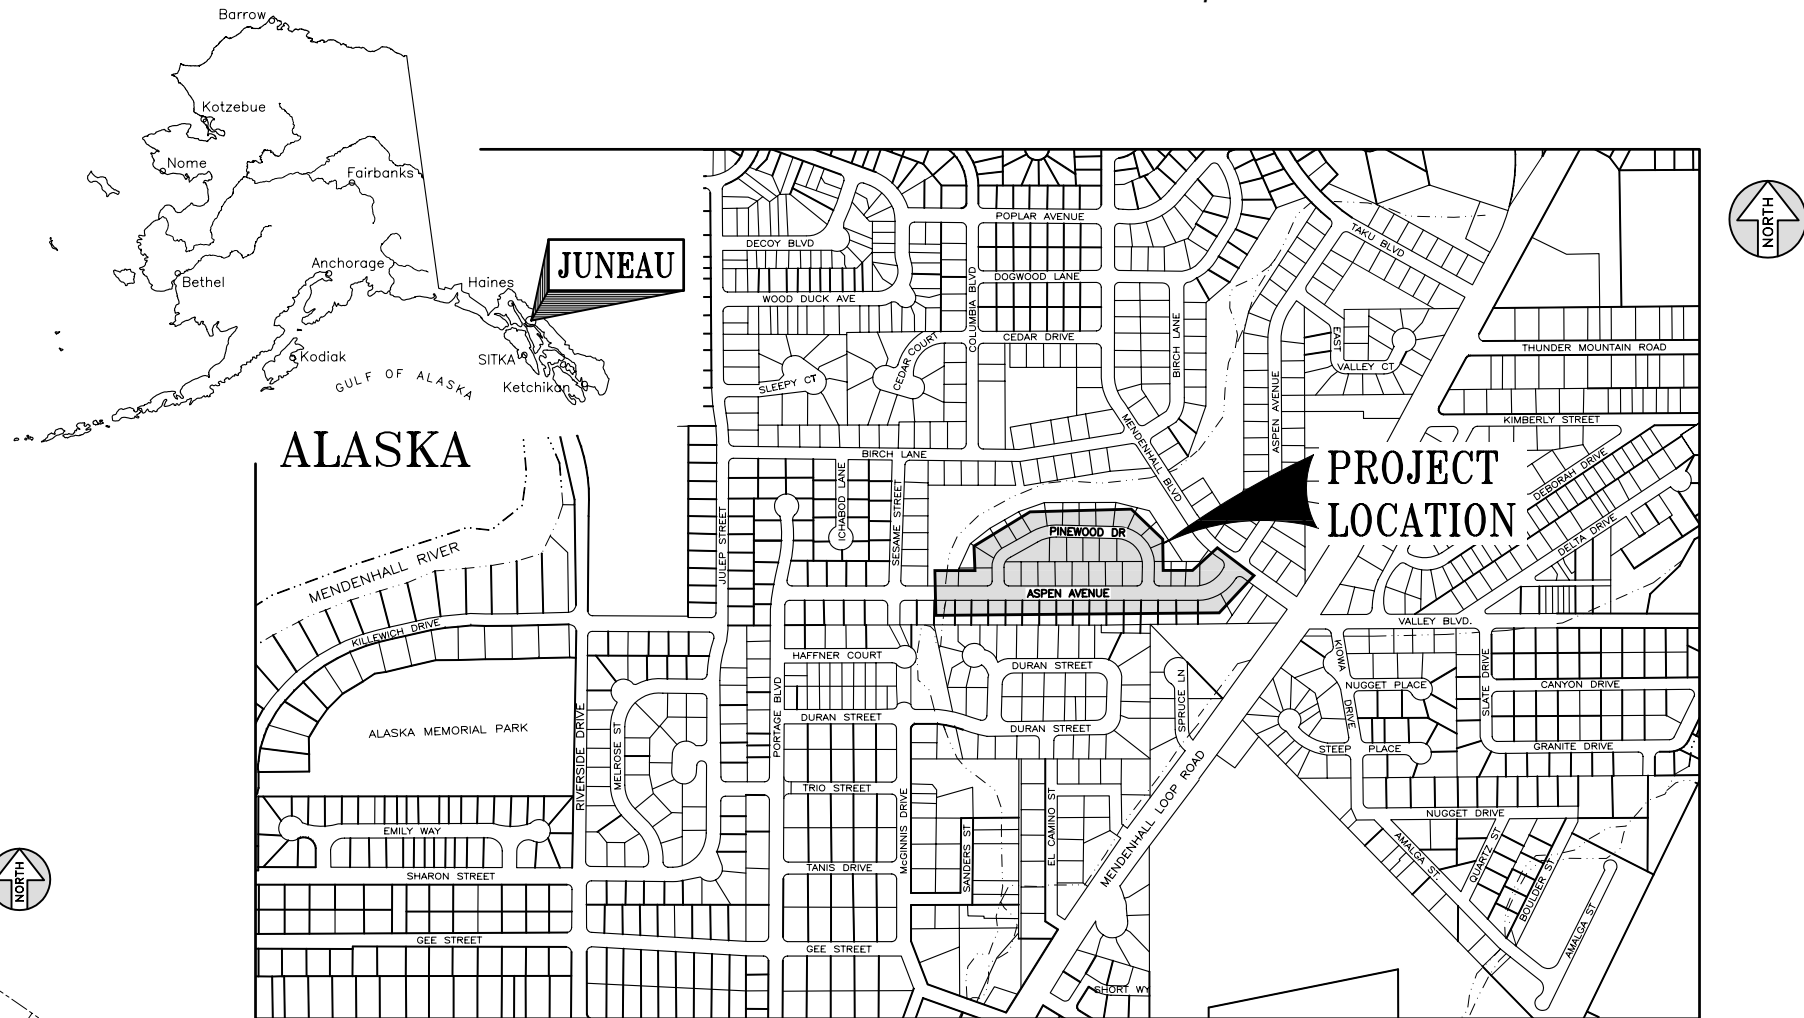 Barrow
Kotzebue
Nome
Fairbanks
Bethel
Anchorage
Haines
JUNEAU
Kodiak
SITKA
Ketchikan
GULF OF ALASKA
ALASKA
NORTH
POPLAR AVENUE
DECOY BLVD
DOGWOOD LANE
WOOD DUCK AVE
COLUMBIA BLVD
CEDAR DRIVE
CEDAR COURT
SLEEPY CT
BIRCH LANE
TAKU BLVD
EAST
VALLEY CT
THUNDER MOUNTAIN ROAD
KIMBERLY STREET
ASPEN AVENUE
MENDENHALL BLVD
BIRCH LANE
ICHABOD LANE
SESAME STREET
JULEP STREET
PROJECT
LOCATION
DEBORAH DRIVE
DELTA DRIVE
PINEWOOD DR
ASPEN AVENUE
MENDENHALL RIVER
KILLEWICH DRIVE
VALLEY BLVD.
HAFFNER COURT
DURAN STREET
SPRUCE LN
KIOWA
DRIVE
NUGGET PLACE
SLATE DRIVE
CANYON DRIVE
ALASKA MEMORIAL PARK
RIVERSIDE DRIVE
MELROSE ST
PORTAGE BLVD
DURAN STREET
DURAN STREET
STEEP PLACE
GRANITE DRIVE
TRIO STREET
McGINNIS DRIVE
EL CAMINO ST
MENDENHALL LOOP ROAD
NUGGET DRIVE
EMILY WAY
SANDERS ST
AMALGA ST.
QUARTZ ST
BOULDER ST
TANIS DRIVE
SHARON STREET
NORTH
AMALGA ST
GEE STREET
GEE STREET
SHORT WY